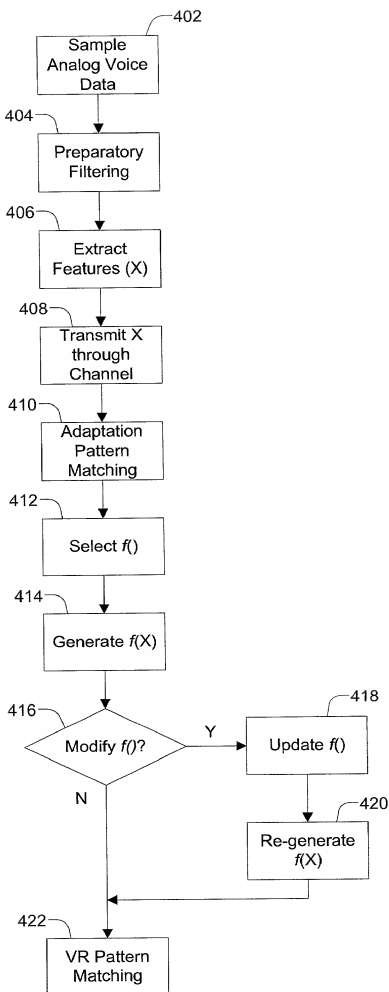 402
Sample
Analog Voice
Data
404
Preparatory
Filtering
406
Extract
Features (X)
408
Transmit X
through
Channel
410
Adaptation
Pattern
Matching
412
Select f()
414
Generate f(X)
416
Modify f()?
Y
418
Update f()
N
420
Re-generate
f(X)
422
VR Pattern
Matching